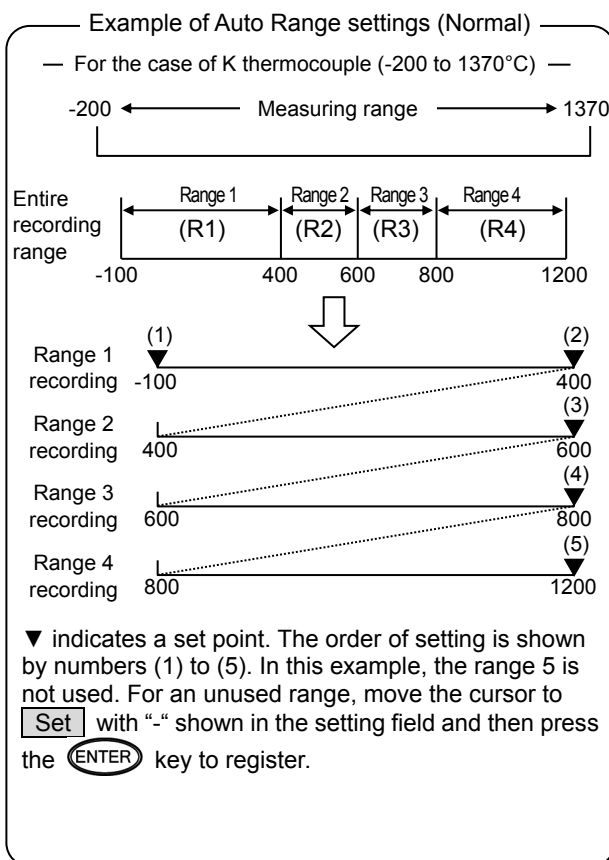 Example of Auto Range settings (Normal)
For the case of K thermocouple (-200 to 1370°C)
-200 Measuring range 1370
Entire recording range
Range 1 Range 2 Range 3 Range 4
(R1) (R2) (R3) (R4)
-100 400 600 800 1200
(1) (2)
Range 1 recording
-100 400
(3)
Range 2 recording
400 600
(4)
Range 3 recording
600 800
(5)
Range 4 recording
800 1200
▼ indicates a set point. The order of setting is shown
by numbers (1) to (5). In this example, the range 5 is
not used. For an unused range, move the cursor to
Set with “-“ shown in the setting field and then press
the ENTER key to register.